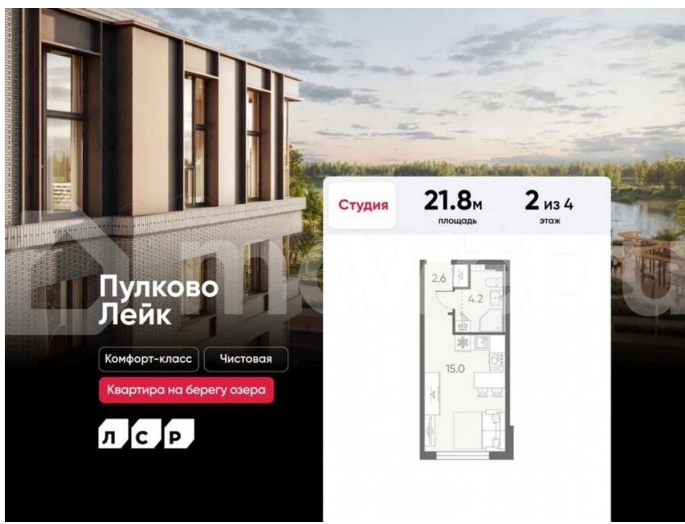 Студия
21.8м
площадь
2 из 4
этаж
2.6
4.2
15.0
Пулково
Лейк
Комфорт-класс
Чистовая
Квартира на берегу озера
ЛСР